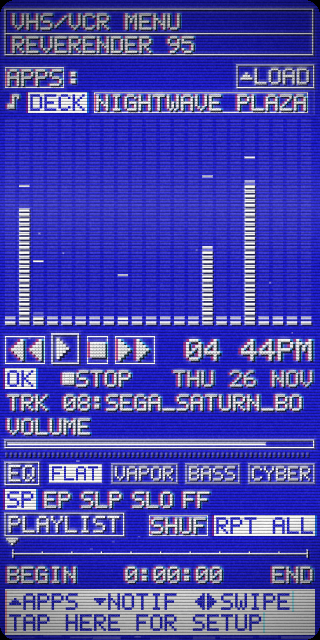 VHS/VCR MENU
REVERENDER 95
APPS: LOAD
DECK NIGHTWAVE PLAZA
04 44PM
OK STOP THU 26 NOV
TRK 08:SEGA_SATURN_BO
VOLUME
EQ FLAT VAPOR BASS CYBER
SP EP SLP SLO FF
PLAYLIST SHUF RPT ALL
BEGIN 0:00:00 END
APPS NOTIF SWIPE
TAP HERE FOR SETUP